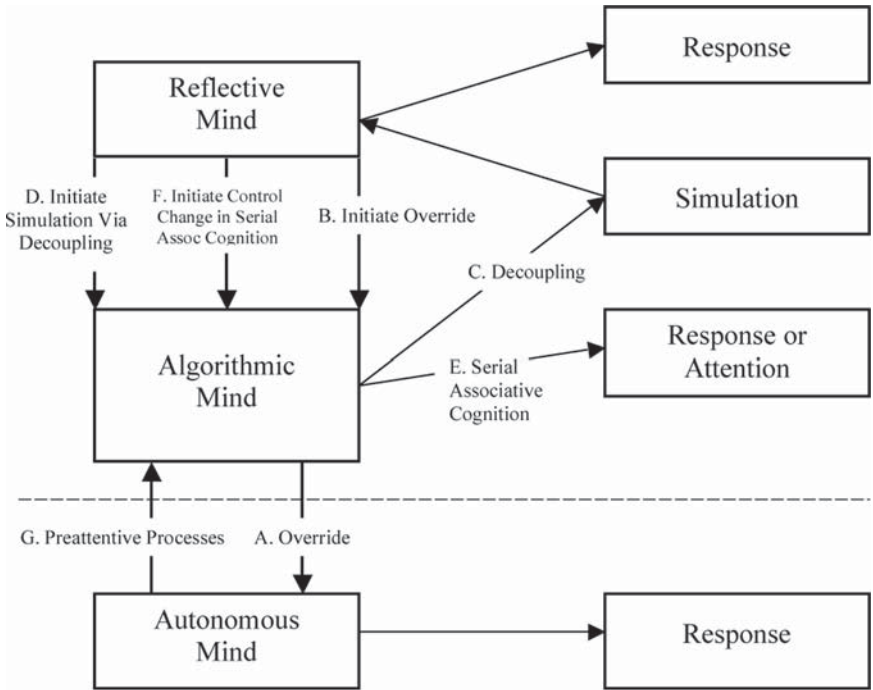 Response
Reflective
Mind
D. Initiate
Simulation Via
Decoupling
F. Initiate Control
Change in Serial
Assoc Cognition
B. Initiate Override
Simulation
C. Decoupling
Algorithmic
Mind
Response or
Attention
E. Serial
Associative
Cognition
G. Preattentive Processes
A. Override
Autonomous
Mind
Response